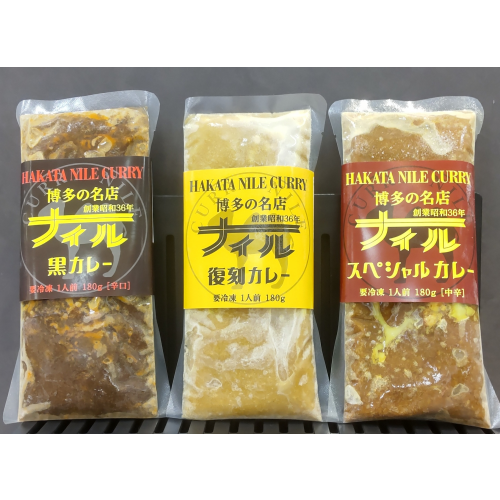 HAKATA NILE CURRY
博多の名店
創業昭和36年
ナイル
黒カレー
要冷凍 1人前 180g [辛口]
HAKATA NILE CURRY
博多の名店
創業昭和36年
ナイル
復刻カレー
要冷凍 1人前 180g
HAKATA NILE CURRY
博多の名店
創業昭和36年
ナイル
スペシャルカレー
要冷凍 1人前 180g [中辛]